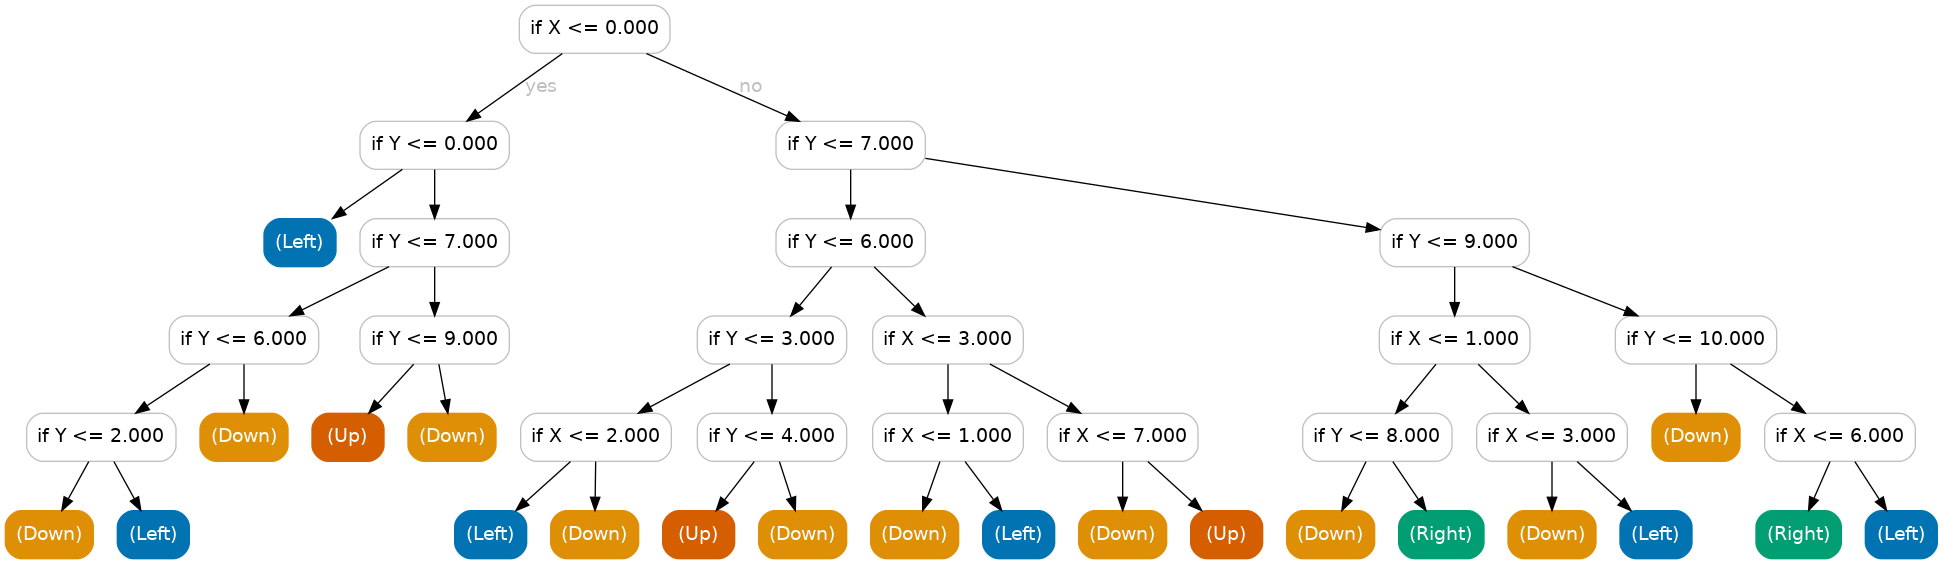 if X <= 0.000
yes
no
if Y <= 0.000
if Y <= 7.000
(Left)
if Y <= 7.000
if Y <= 6.000
if Y <= 9.000
if Y <= 6.000
if Y <= 9.000
if Y <= 3.000
if X <= 3.000
if X <= 1.000
if Y <= 10.000
if Y <= 2.000
(Down)
(Up)
(Down)
if X <= 2.000
if Y <= 4.000
if X <= 1.000
if X <= 7.000
if Y <= 8.000
if X <= 3.000
(Down)
if X <= 6.000
(Down)
(Left)
(Left)
(Down)
(Up)
(Down)
(Down)
(Left)
(Down)
(Up)
(Down)
(Right)
(Down)
(Left)
(Right)
(Left)